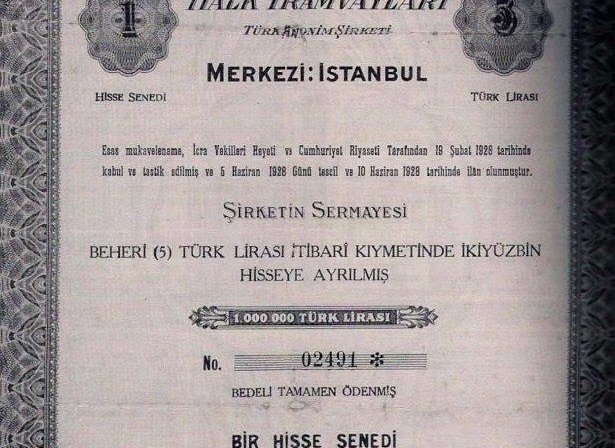 HALK TRAMVAYLARI
1
5
TÜRK ANONİM ŞİRKETİ
MERKEZİ: İSTANBUL
HİSSE SENEDİ
TÜRK LİRASI
Esas mukavelename, İcra Vekilleri Heyeti ve Cumhuriyet Riyaseti Tarafından 19 Şubat 1928 tarihinde
kabul ve tastik edilmiş ve 5 Haziran 1928 Günü tescil ve 10 Haziran 1928 tarihinde ilân olunmuştur.
ŞİRKETİN SERMAYESİ
BEHERİ (5) TÜRK LİRASI İTİBARÎ KIYMETİNDE İKİYÜZBİN
HİSSEYE AYRILMIŞ
1.000.000 TÜRK LİRASI
No. 02491 *
BEDELİ TAMAMEN ÖDENMİŞ
BİR HİSSE SENEDİ